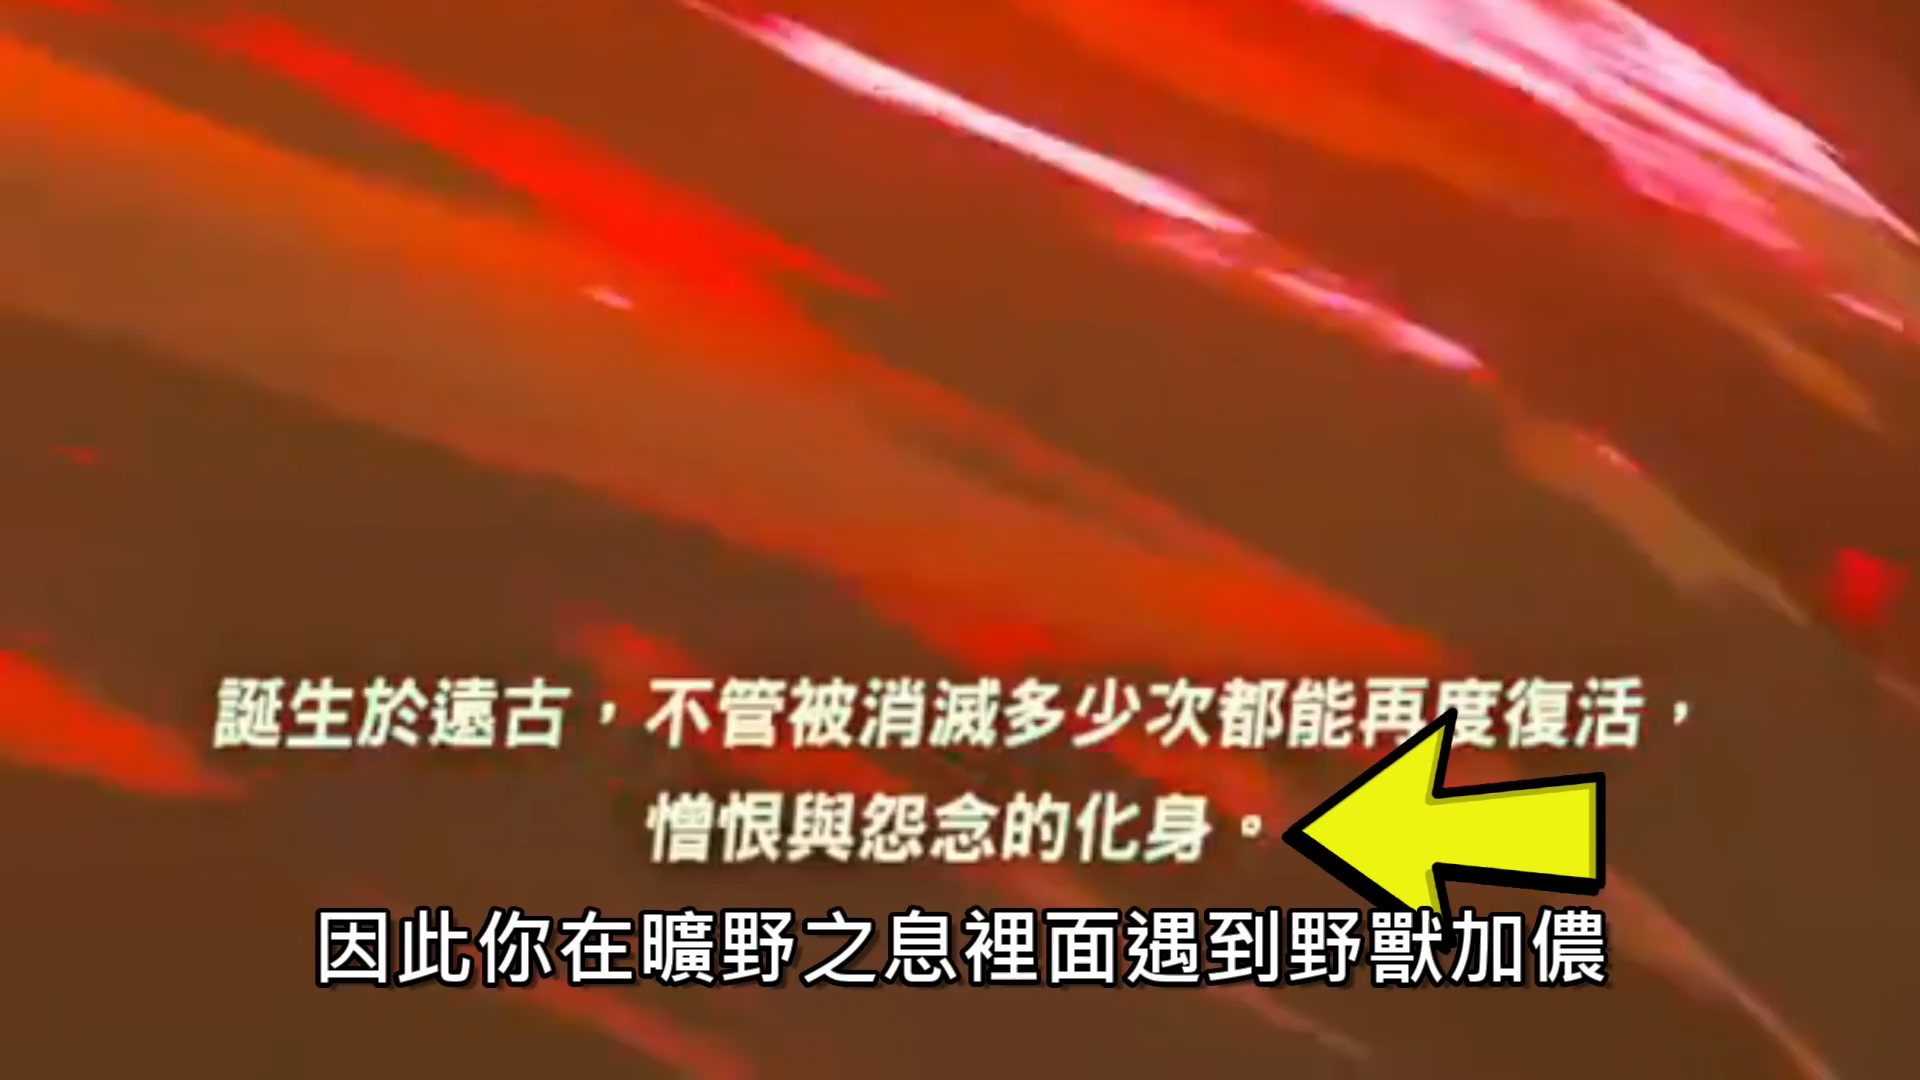 誕生於遠古，不管被消滅多少次都能再度復活，
憎恨與怨念的化身。
因此你在曠野之息裡面遇到野獸加儂